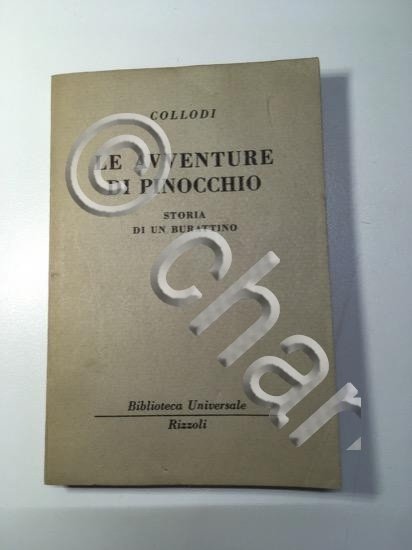 COLLODI
LE AVVENTURE
DI PINOCCHIO
STORIA
DI UN BURATTINO
Biblioteca Universale
Rizzoli
© char